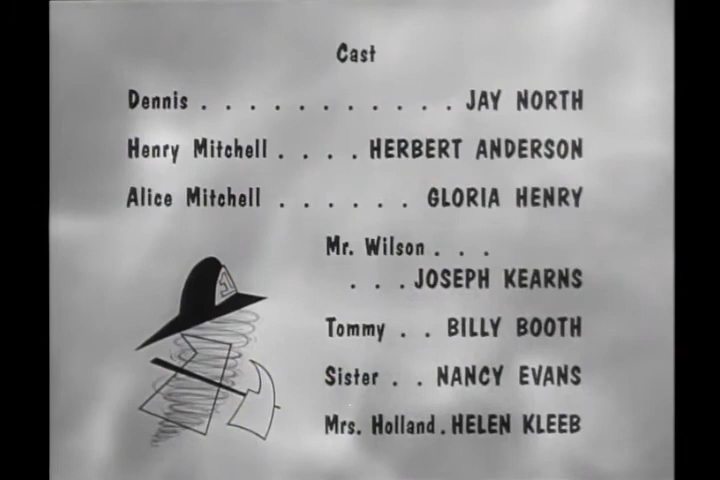 Cast
Dennis . . . . . . . . . . . JAY NORTH
Henry Mitchell . . . . HERBERT ANDERSON
Alice Mitchell . . . . . . GLORIA HENRY
Mr. Wilson . . .
. . . JOSEPH KEARNS
Tommy . . BILLY BOOTH
Sister . . NANCY EVANS
Mrs. Holland . HELEN KLEEB
1